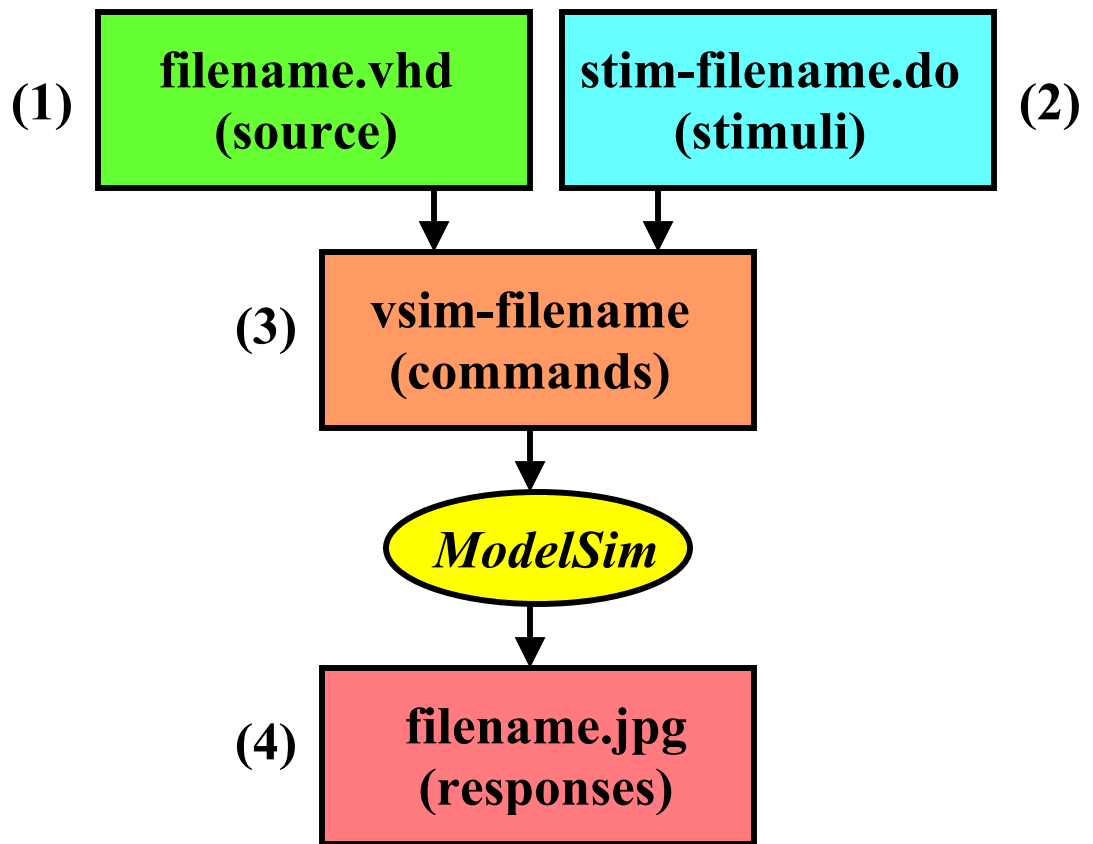 (1)
filename.vhd
(source)
stim-filename.do
(stimuli)
(2)
(3)
vsim-filename
(commands)
ModelSim
(4)
filename.jpg
(responses)